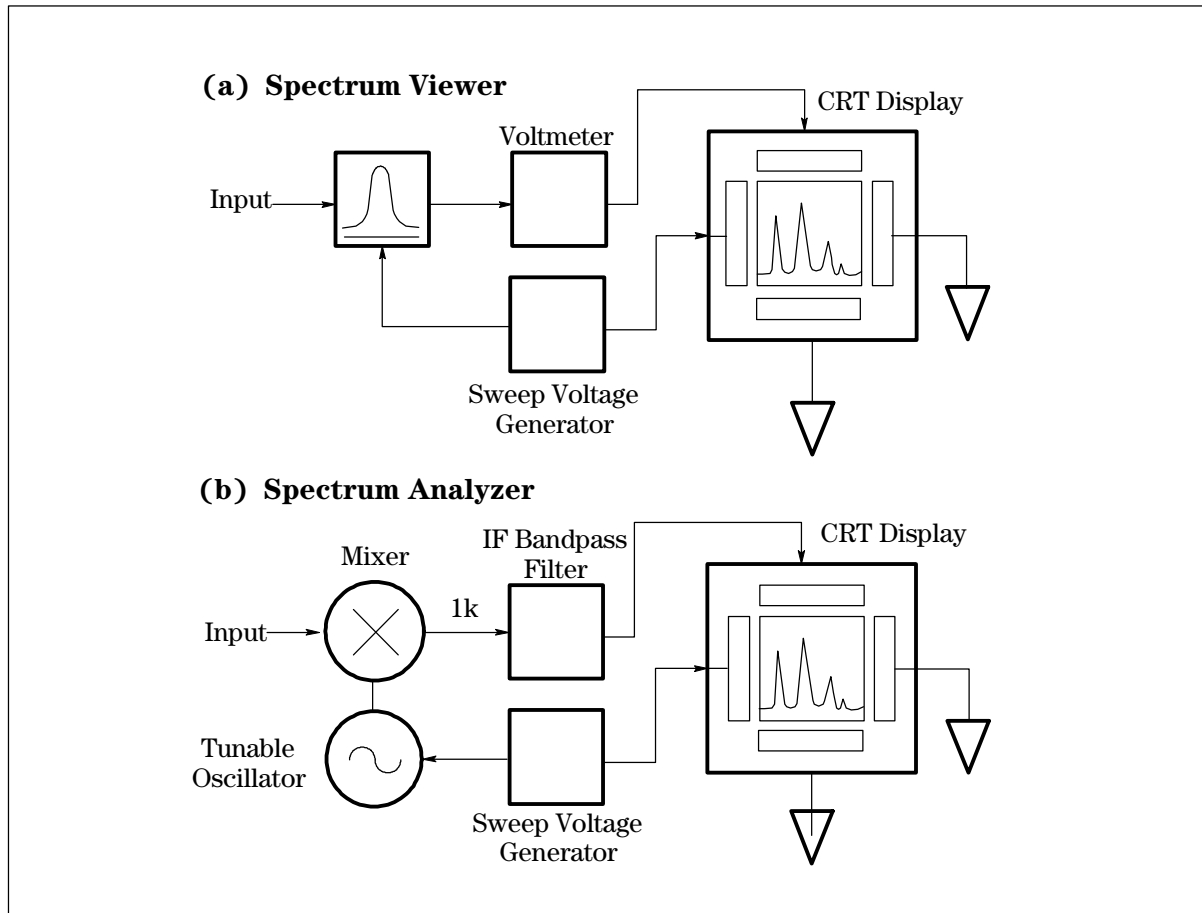 (a) Spectrum Viewer
CRT Display
Voltmeter
Input
Sweep Voltage
Generator
(b) Spectrum Analyzer
CRT Display
IF Bandpass
Filter
Mixer
1k
Input
Tunable
Oscillator
Sweep Voltage
Generator